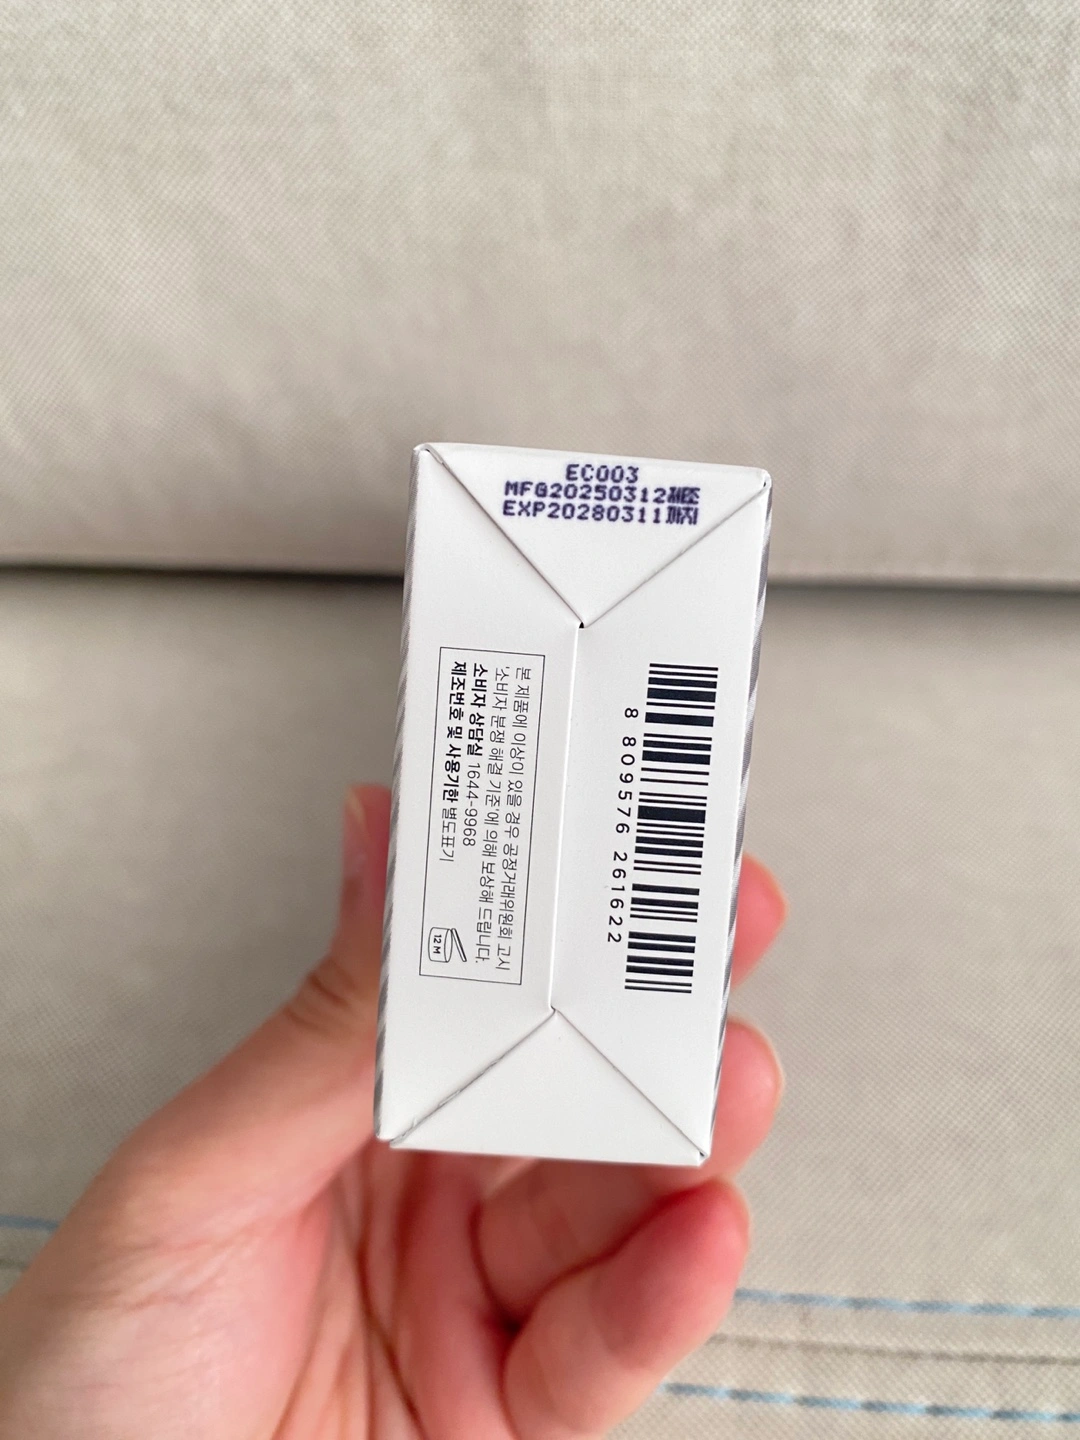 EC003
MFG20250312제조
EXP20280311까지
본 제품에 이상이 있을 경우 공정거래위원회 고시
'소비자 분쟁 해결 기준'에 의해 보상해 드립니다.
소비자 상담실 1644-9968
제조번호 및 사용기한 별도표기
12M
8 809576 261622